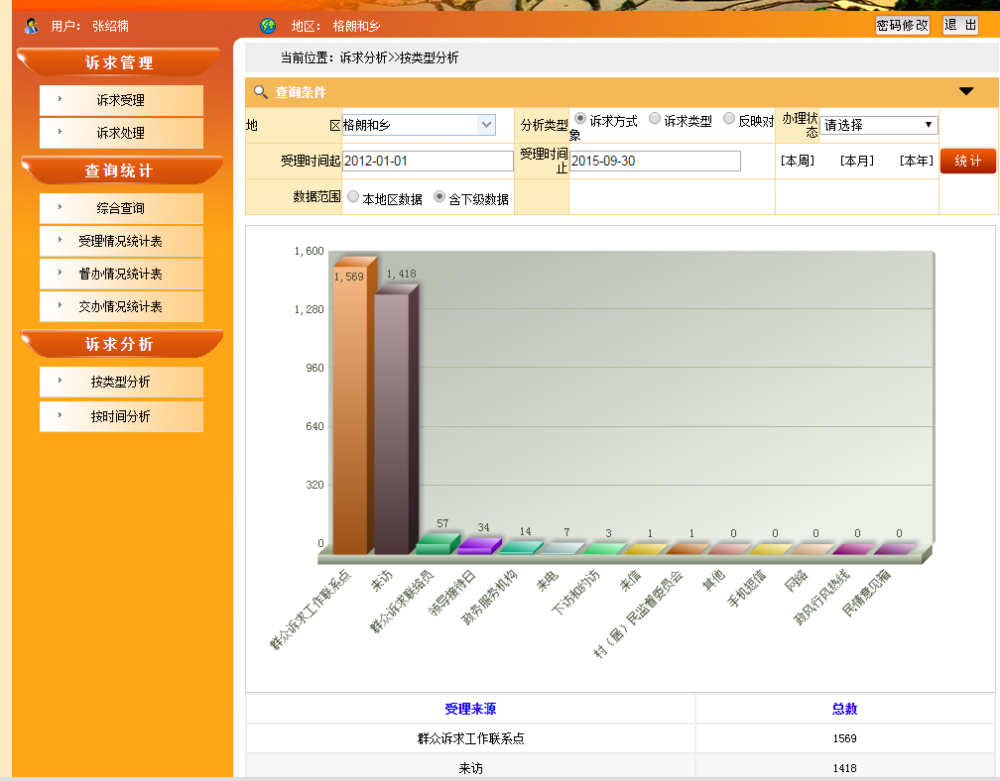 用户： 张绍楠
地区： 格朗和乡
密码修改
退 出
诉求管理
诉求受理
诉求处理
查询统计
综合查询
受理情况统计表
督办情况统计表
交办情况统计表
诉求分析
按类型分析
按时间分析
当前位置：诉求分析>>按类型分析
查询条件
地 区
格朗和乡
分析类型
诉求方式 诉求类型 反映对
象
办理状
态
请选择
受理时间起
2012-01-01
受理时间
止
2015-09-30
[本周] [本月] [本年]
统 计
数据范围
本地区数据 含下级数据
1,600
1,280
960
640
320
0
1,569
1,418
57
34
14
7
3
1
1
0
0
0
0
0
群众诉求工作联系点
来访
群众诉求联络员
领导接待日
政务服务机构
来电
下访和约访
来信
村（居）民监督委员会
其他
手机短信
网络
政风行风热线
民情意见箱
受理来源 总数
群众诉求工作联系点 1569
来访 1418